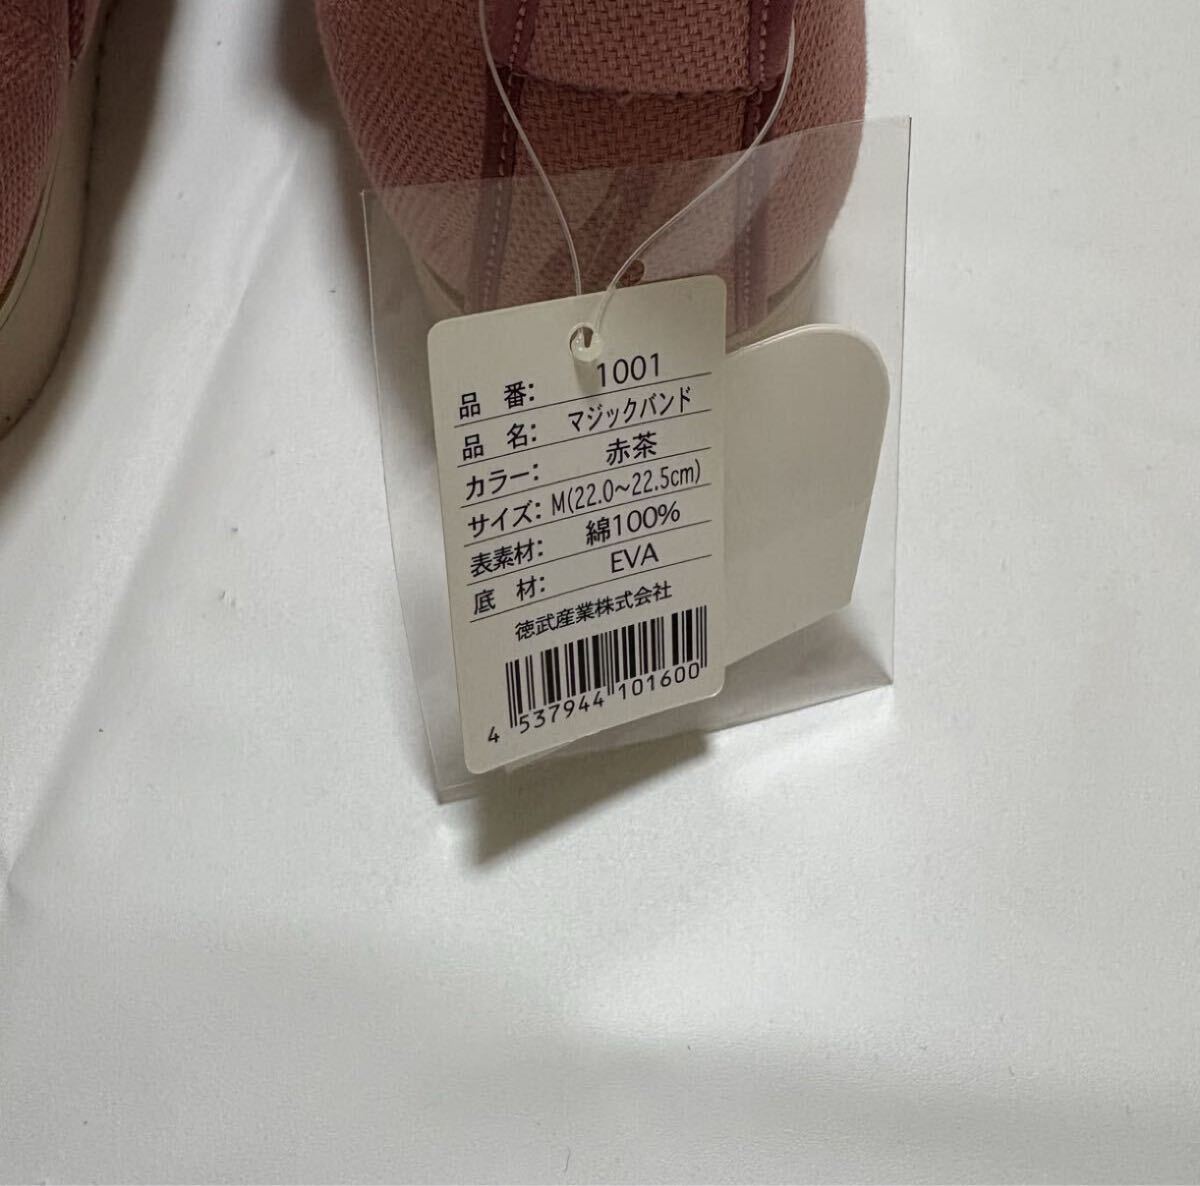 品　番：　1001
品　名：　マジックバンド
カラー：　赤茶
サイズ：M(22.0～22.5cm)
表素材：　綿100%
底　材：　EVA
徳武産業株式会社
4 537944 101600